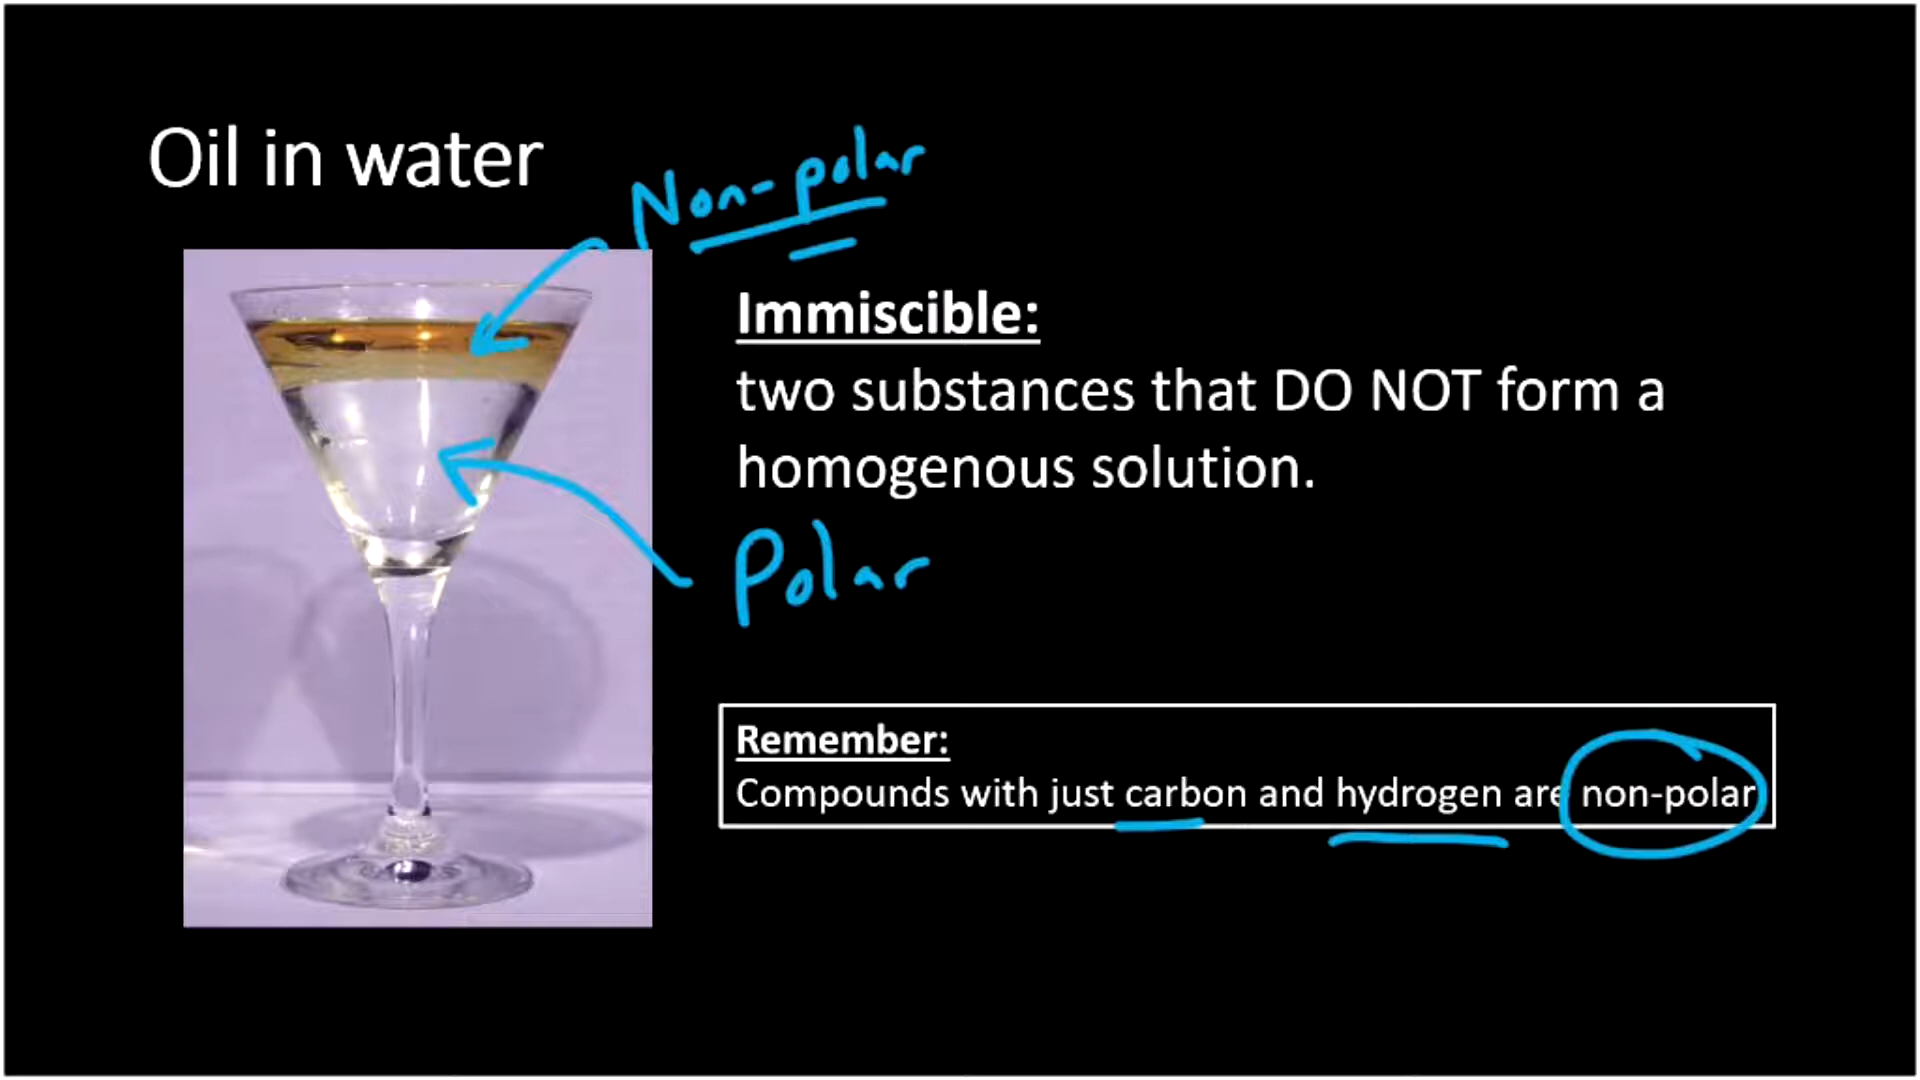 Oil in water
Non-polar
Immiscible:
two substances that DO NOT form a
homogenous solution.
Polar
Remember:
Compounds with just carbon and hydrogen are non-polar